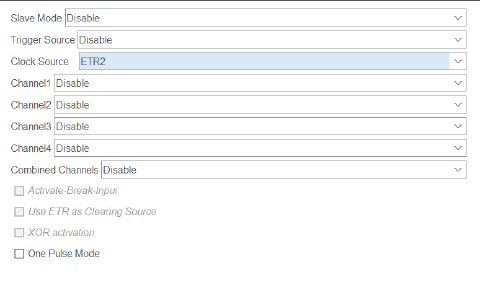 Slave Mode Disable
Trigger Source Disable
Clock Source ETR2
Channel1 Disable
Channel2 Disable
Channel3 Disable
Channel4 Disable
Combined Channels Disable
Activate-Break-Input
Use ETR as Clearing Source
XOR activation
One Pulse Mode